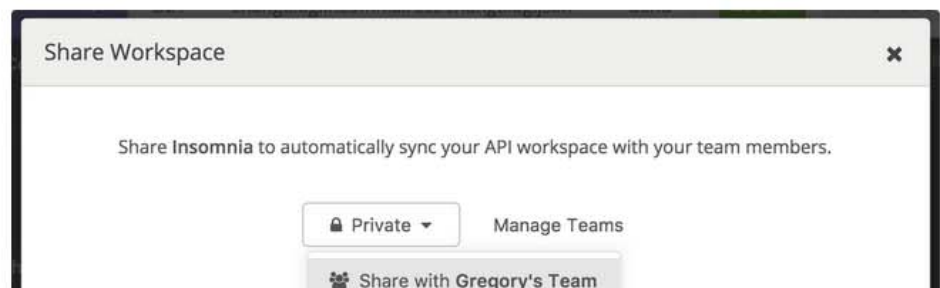 Share Workspace
Share Insomnia to automatically sync your API workspace with your team members.
Private Manage Teams
Share with Gregory's Team